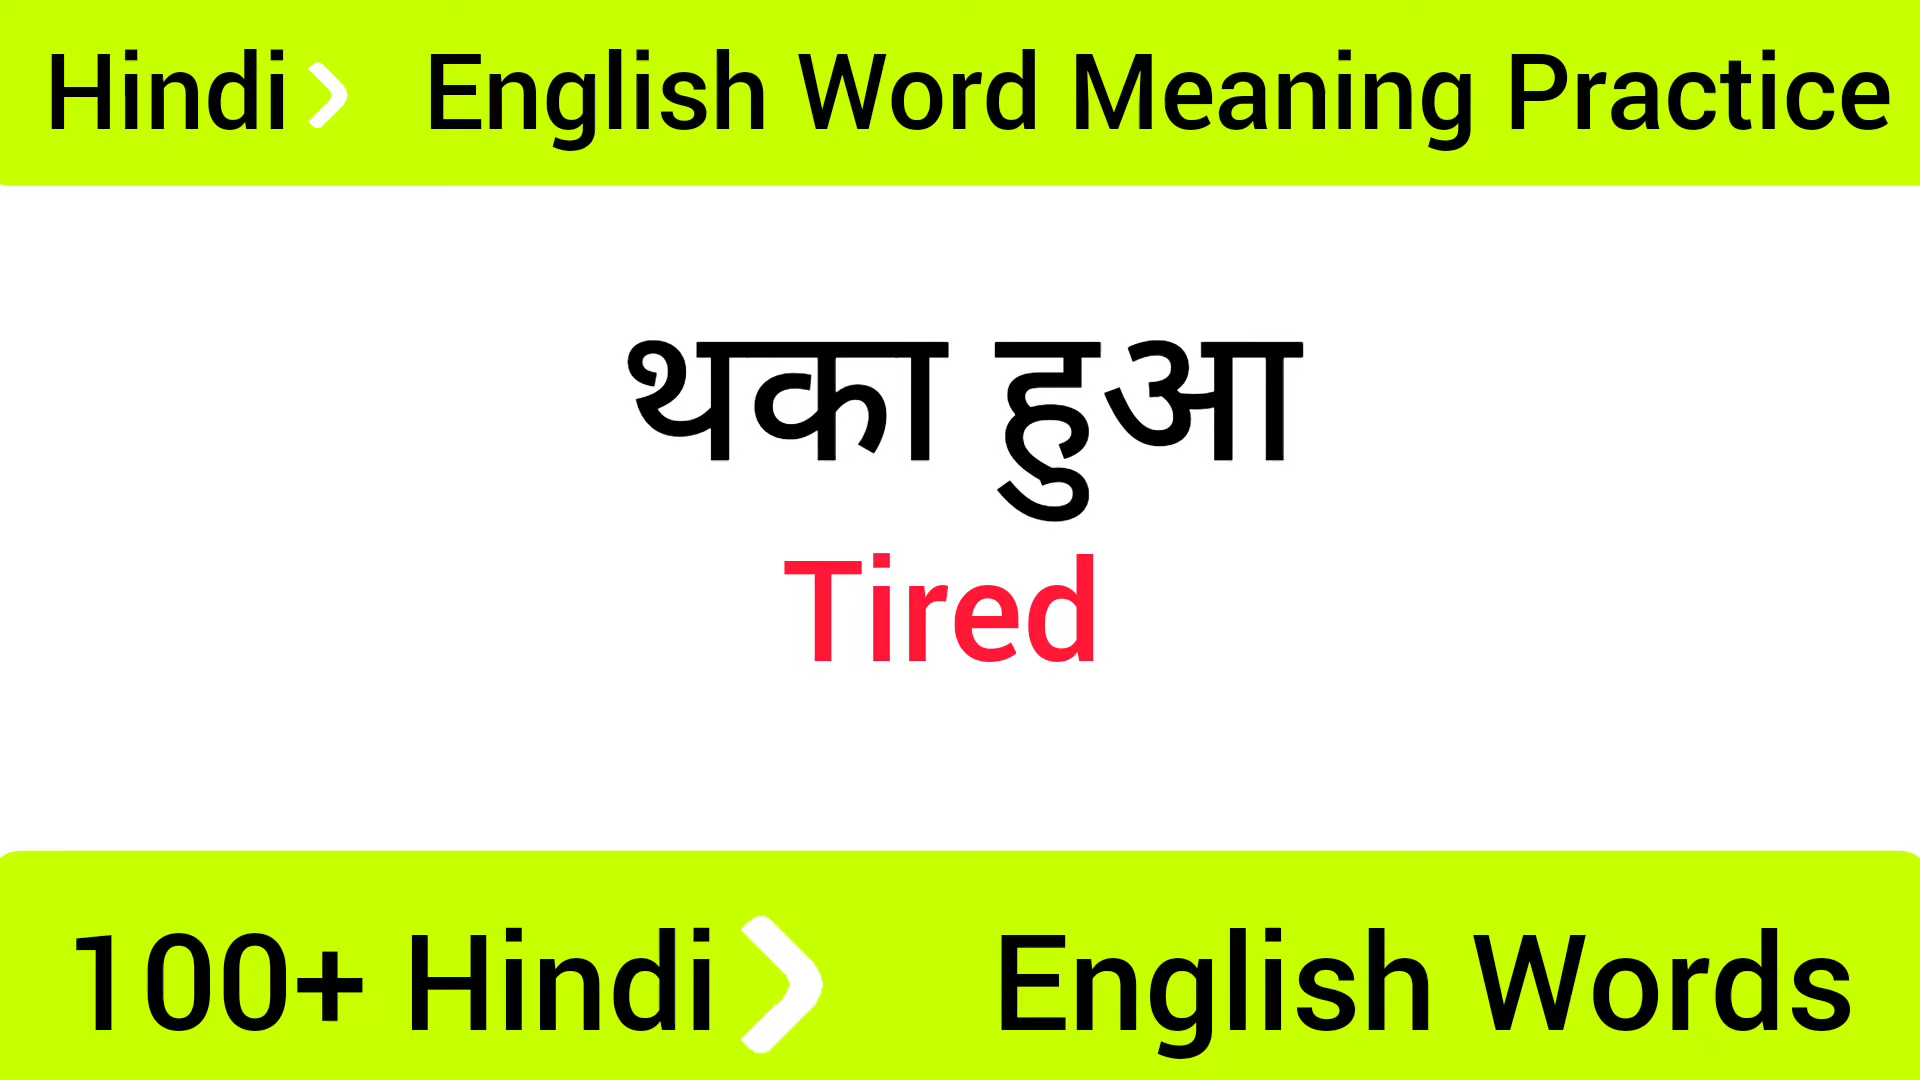 Hindi > English Word Meaning Practice
थका हुआ
Tired
100+ Hindi > English Words